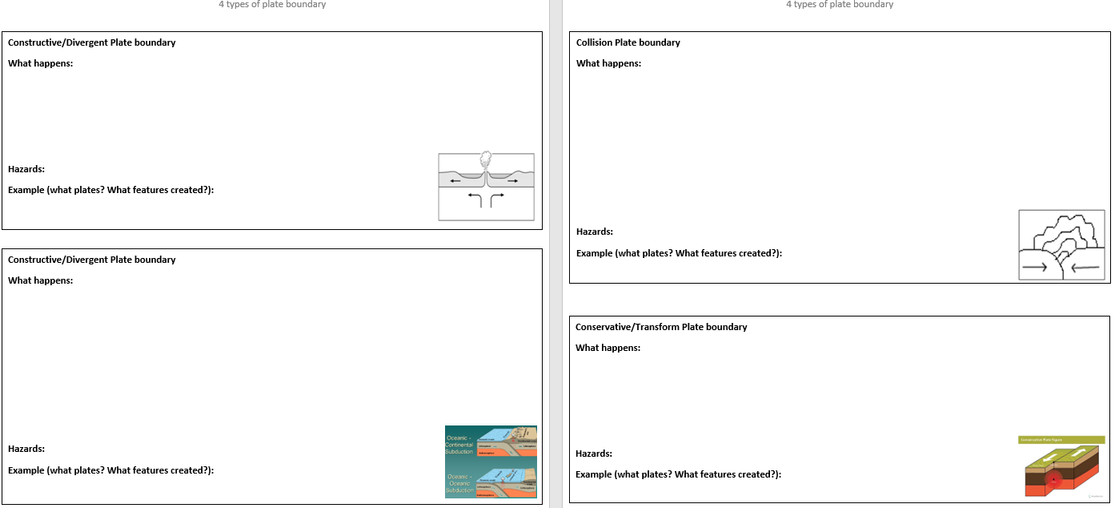 4 types of plate boundary
Constructive/Divergent Plate boundary
What happens:
Hazards:
Example (what plates? What features created?):
Constructive/Divergent Plate boundary
What happens:
Hazards:
Example (what plates? What features created?):
Oceanic -
Continental
Subduction
Oceanic -
Oceanic
Subduction
4 types of plate boundary
Collision Plate boundary
What happens:
Hazards:
Example (what plates? What features created?):
Conservative/Transform Plate boundary
What happens:
Hazards:
Example (what plates? What features created?):